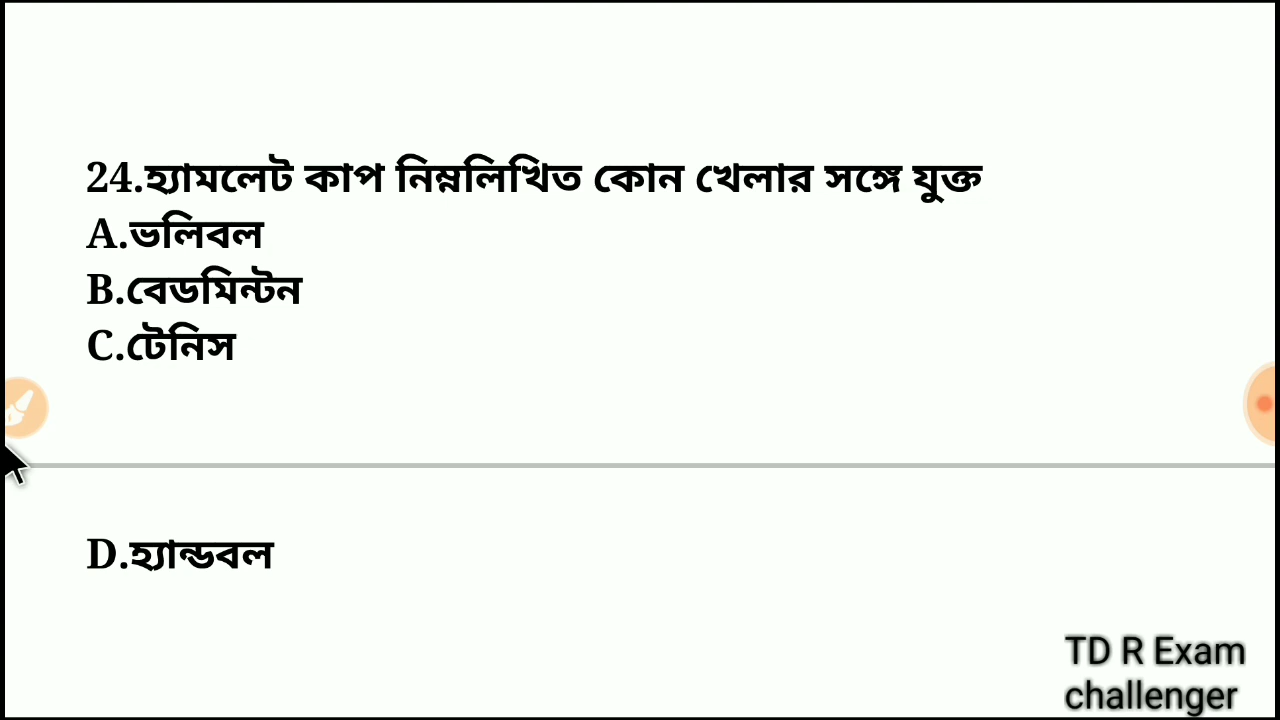 24.হ্যামলেট কাপ নিম্নলিখিত কোন খেলার সঙ্গে যুক্ত
A.ভলিবল
B.বেডমিন্টন
C.টেনিস
D.হ্যান্ডবল
TD R Exam
challenger